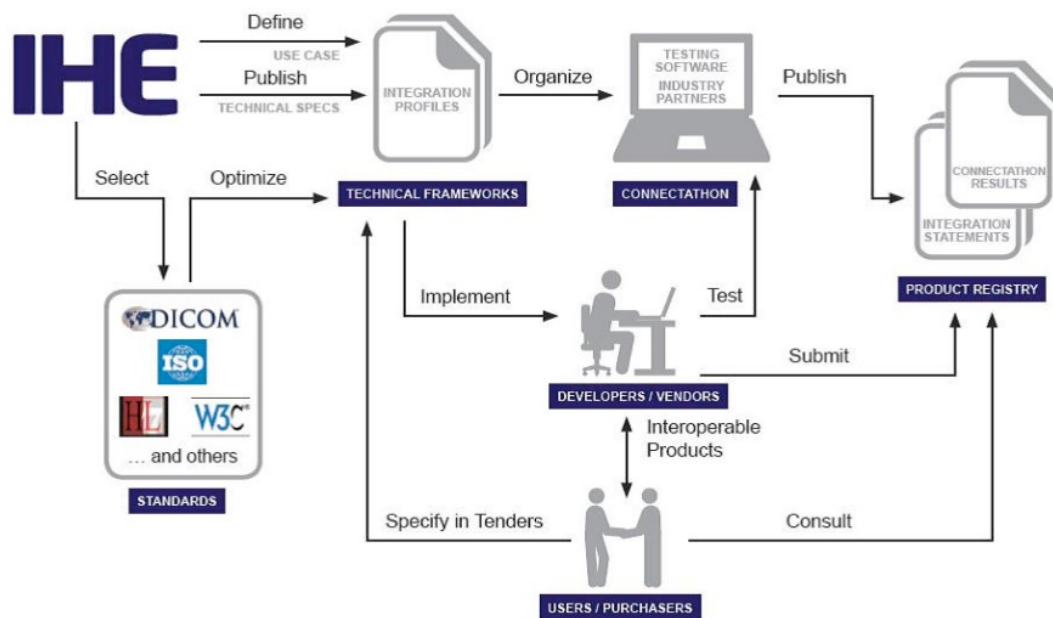 IHE
Define
USE CASE
Publish
TECHNICAL SPECS
INTEGRATION
PROFILES
TECHNICAL FRAMEWORKS
Organize
TESTING
SOFTWARE
INDUSTRY
PARTNERS
CONNECTATHON
Publish
CONNECTATHON
RESULTS
INTEGRATION
STATEMENTS
PRODUCT REGISTRY
Select
Optimize
DICOM
ISO
HL7
W3C®
... and others
STANDARDS
Implement
Test
Submit
DEVELOPERS / VENDORS
Interoperable
Products
Specify in Tenders
Consult
USERS / PURCHASERS